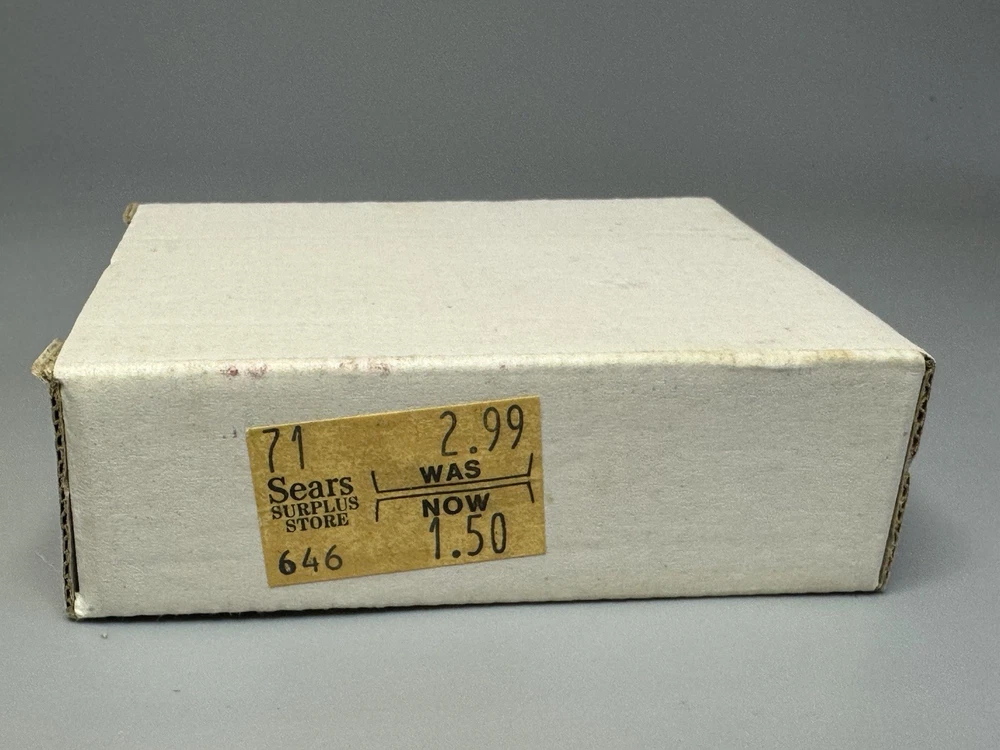 71 2.99
Sears WAS
SURPLUS NOW
STORE 1.50
646